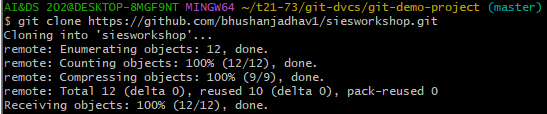 AI&DS 202@DESKTOP-8MGF9NT MINGW64 ~/t21-73/git-dvcs/git-demo-project (master)
$ git clone https://github.com/bhushanjadhav1/siesworkshop.git
Cloning into 'siesworkshop'...
remote: Enumerating objects: 12, done.
remote: Counting objects: 100% (12/12), done.
remote: Compressing objects: 100% (9/9), done.
remote: Total 12 (delta 0), reused 10 (delta 0), pack-reused 0
Receiving objects: 100% (12/12), done.